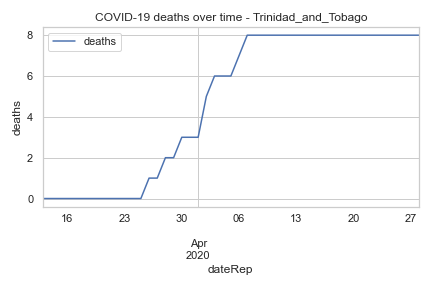 COVID-19 deaths over time - Trinidad_and_Tobago
deaths
8
6
4
2
0
deaths
16 23 30 06 13 20 27
Apr
2020
dateRep